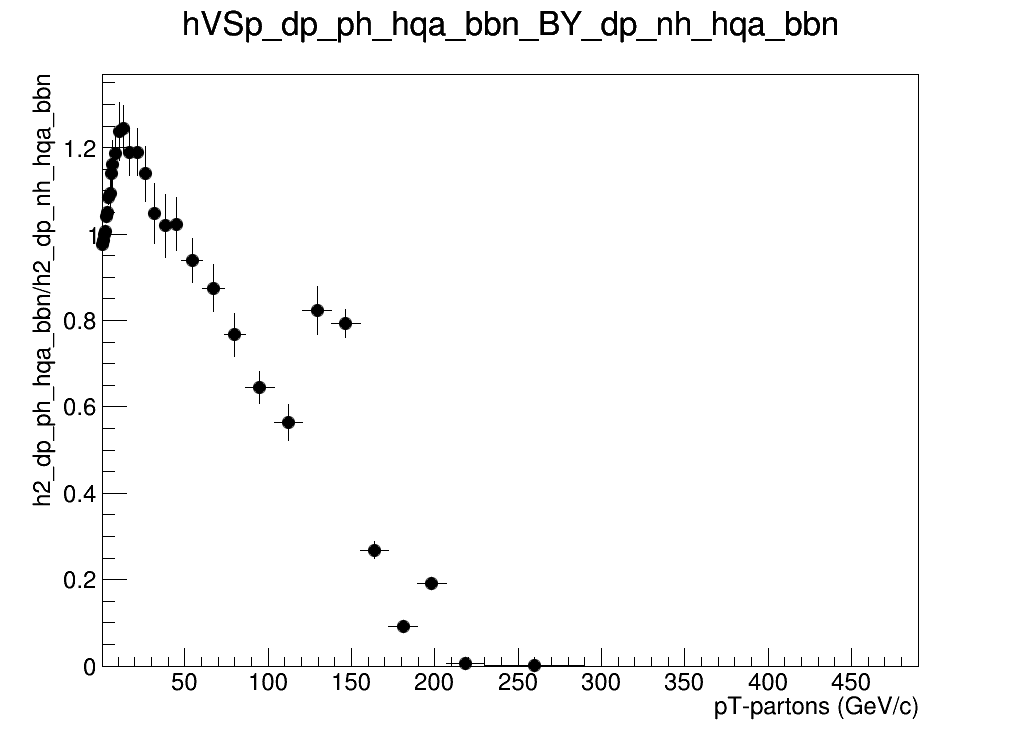 hVSp_dp_ph_hqa_bbn_BY_dp_nh_hqa_bbn
h2_dp_ph_hqa_bbn/h2_dp_nh_hqa_bbn
1.2
1
0.8
0.6
0.4
0.2
0
50 100 150 200 250 300 350 400 450
pT-partons (GeV/c)